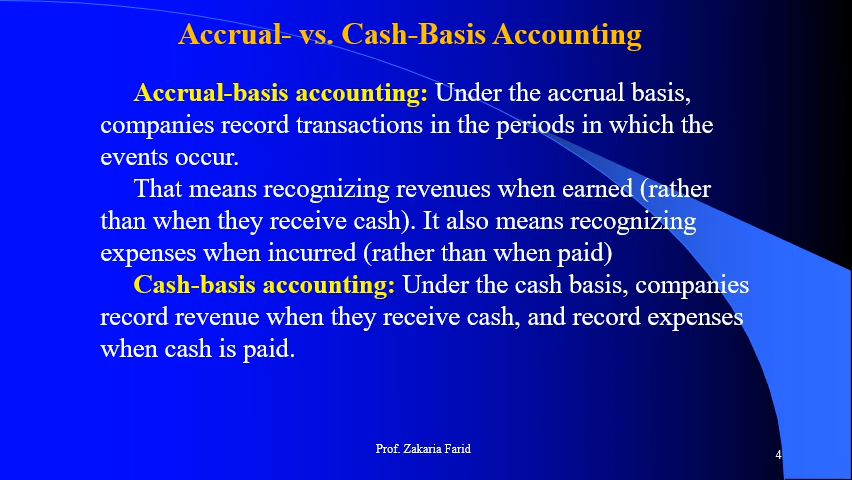 Accrual- vs. Cash-Basis Accounting
Accrual-basis accounting: Under the accrual basis,
companies record transactions in the periods in which the
events occur.
That means recognizing revenues when earned (rather
than when they receive cash). It also means recognizing
expenses when incurred (rather than when paid)
Cash-basis accounting: Under the cash basis, companies
record revenue when they receive cash, and record expenses
when cash is paid.
Prof. Zakaria Farid
4